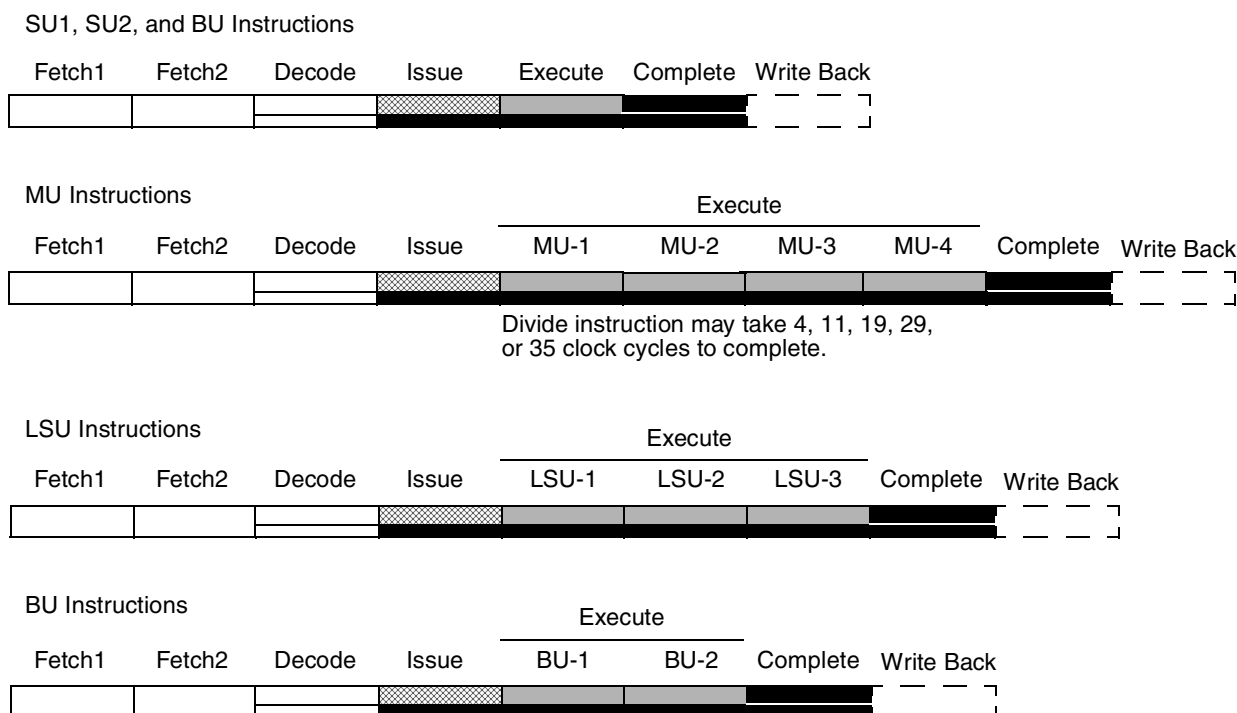 SU1, SU2, and BU Instructions
Fetch1 Fetch2 Decode Issue Execute Complete Write Back
MU Instructions
Execute
Fetch1 Fetch2 Decode Issue MU-1 MU-2 MU-3 MU-4 Complete Write Back
Divide instruction may take 4, 11, 19, 29,
or 35 clock cycles to complete.
LSU Instructions
Execute
Fetch1 Fetch2 Decode Issue LSU-1 LSU-2 LSU-3 Complete Write Back
BU Instructions
Execute
Fetch1 Fetch2 Decode Issue BU-1 BU-2 Complete Write Back